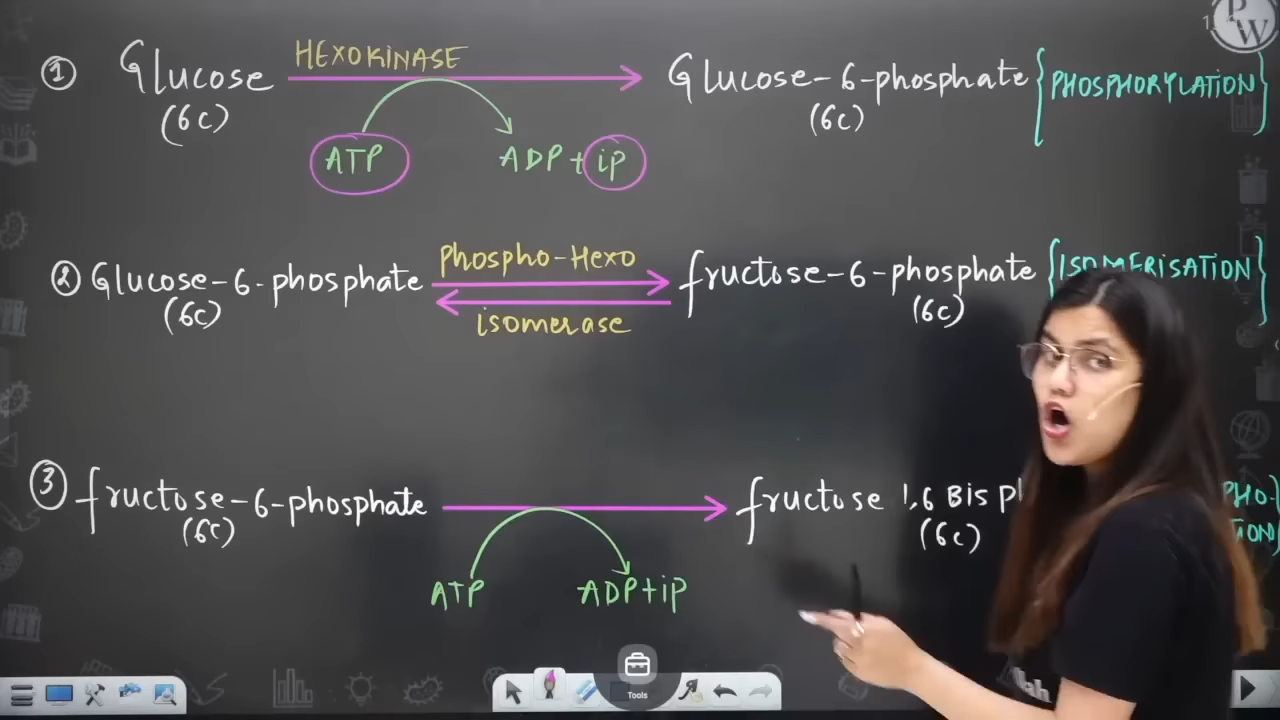 PW
① Glucose HEXOKINASE Glucose-6-phosphate { PHOSPHORYLATION }
(6c) (6c)
ATP ADP + ip
② Glucose-6-phosphate Phospho-Hexo fructose-6-phosphate { ISOMERISATION }
(6c) isomerase (6c)
③ fructose-6-phosphate fructose 1,6 Bis
(6c) (6c)
ATP ADP+ip
Tools